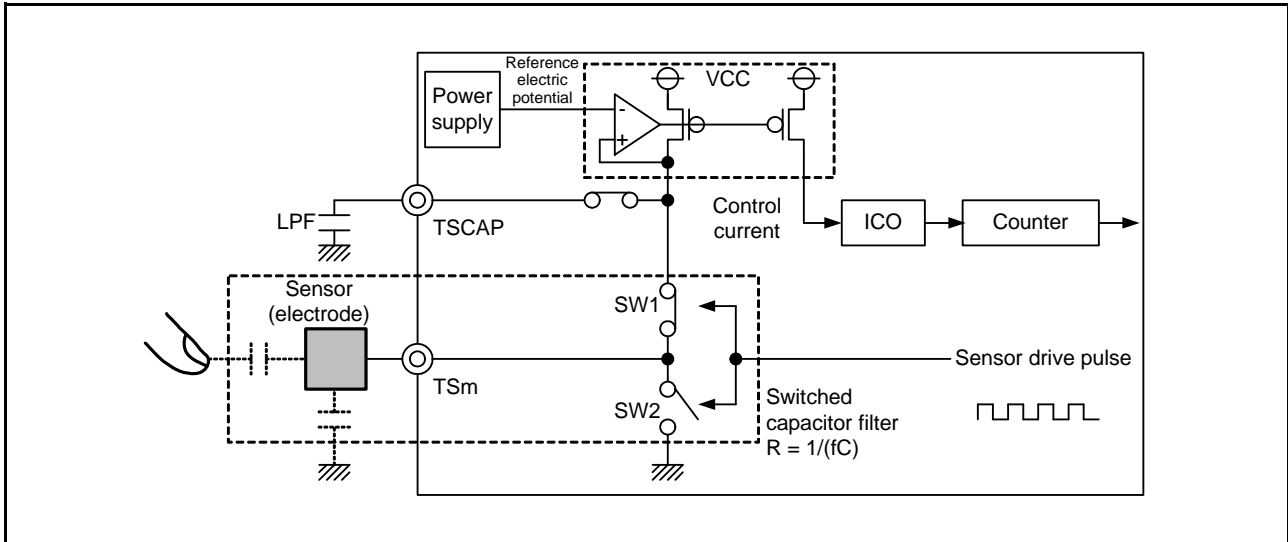 Power
supply
Reference
electric
potential
VCC
-
+
LPF
TSCAP
Control
current
ICO
Counter
Sensor
(electrode)
SW1
TSm
SW2
Sensor drive pulse
Switched
capacitor filter
R = 1/(fC)